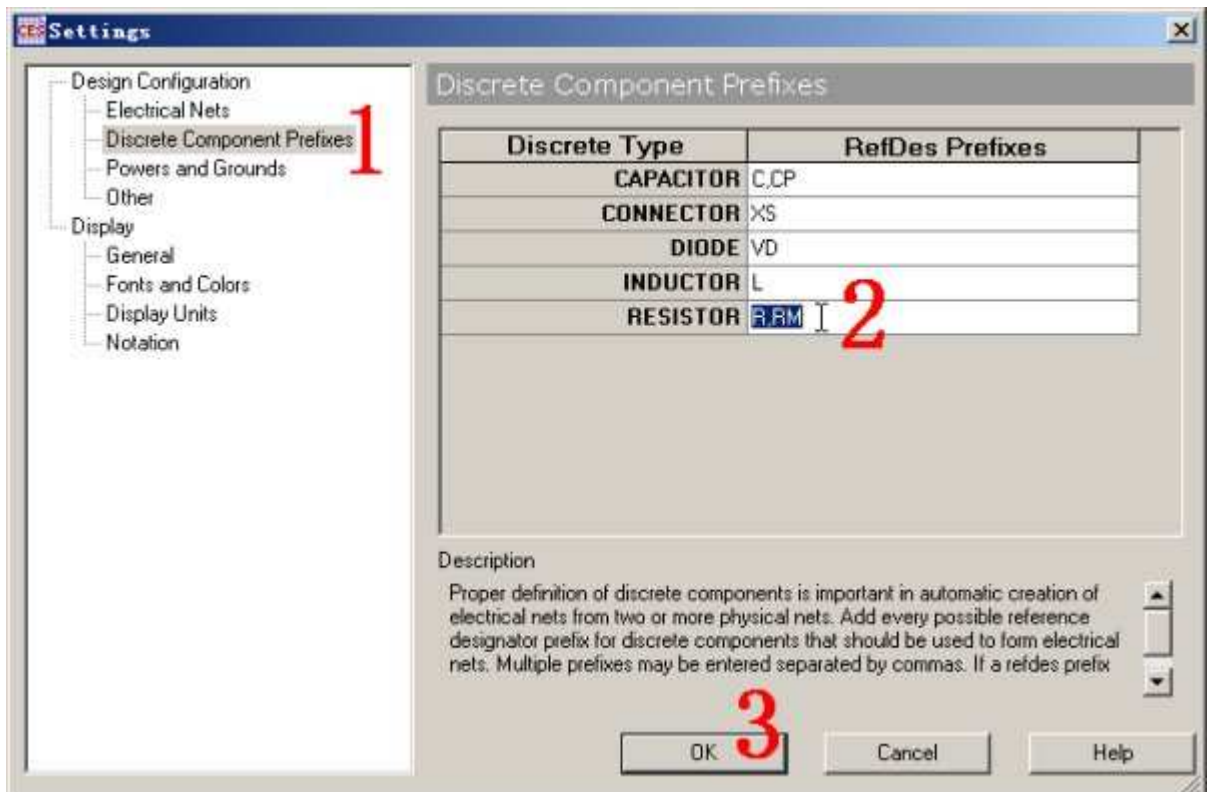 CES Settings
Design Configuration
Electrical Nets
Discrete Component Prefixes
Powers and Grounds
Other
Display
General
Fonts and Colors
Display Units
Notation
1
Discrete Component Prefixes
Discrete Type RefDes Prefixes
CAPACITOR C,CP
CONNECTOR XS
DIODE VD
INDUCTOR L
RESISTOR R,RM
2
Description
Proper definition of discrete components is important in automatic creation of
electrical nets from two or more physical nets. Add every possible reference
designator prefix for discrete components that should be used to form electrical
nets. Multiple prefixes may be entered separated by commas. If a refdes prefix
3
OK Cancel Help